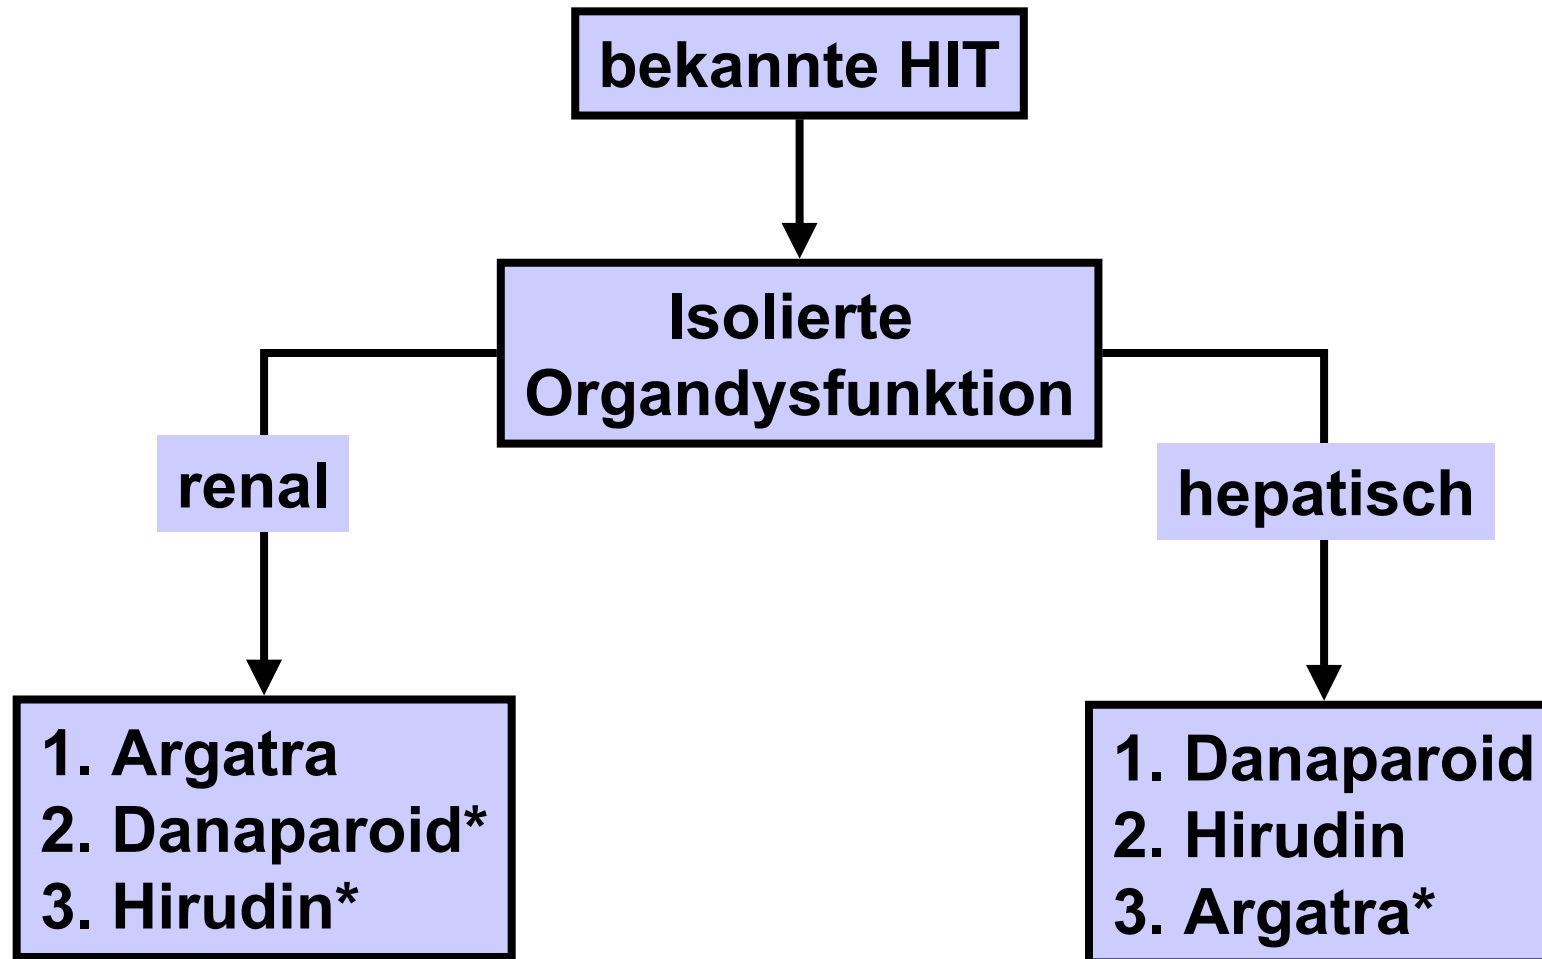 bekannte HIT
Isolierte
Organdysfunktion
renal
hepatisch
1. Argatra
2. Danaparoid*
3. Hirudin*
1. Danaparoid
2. Hirudin
3. Argatra*